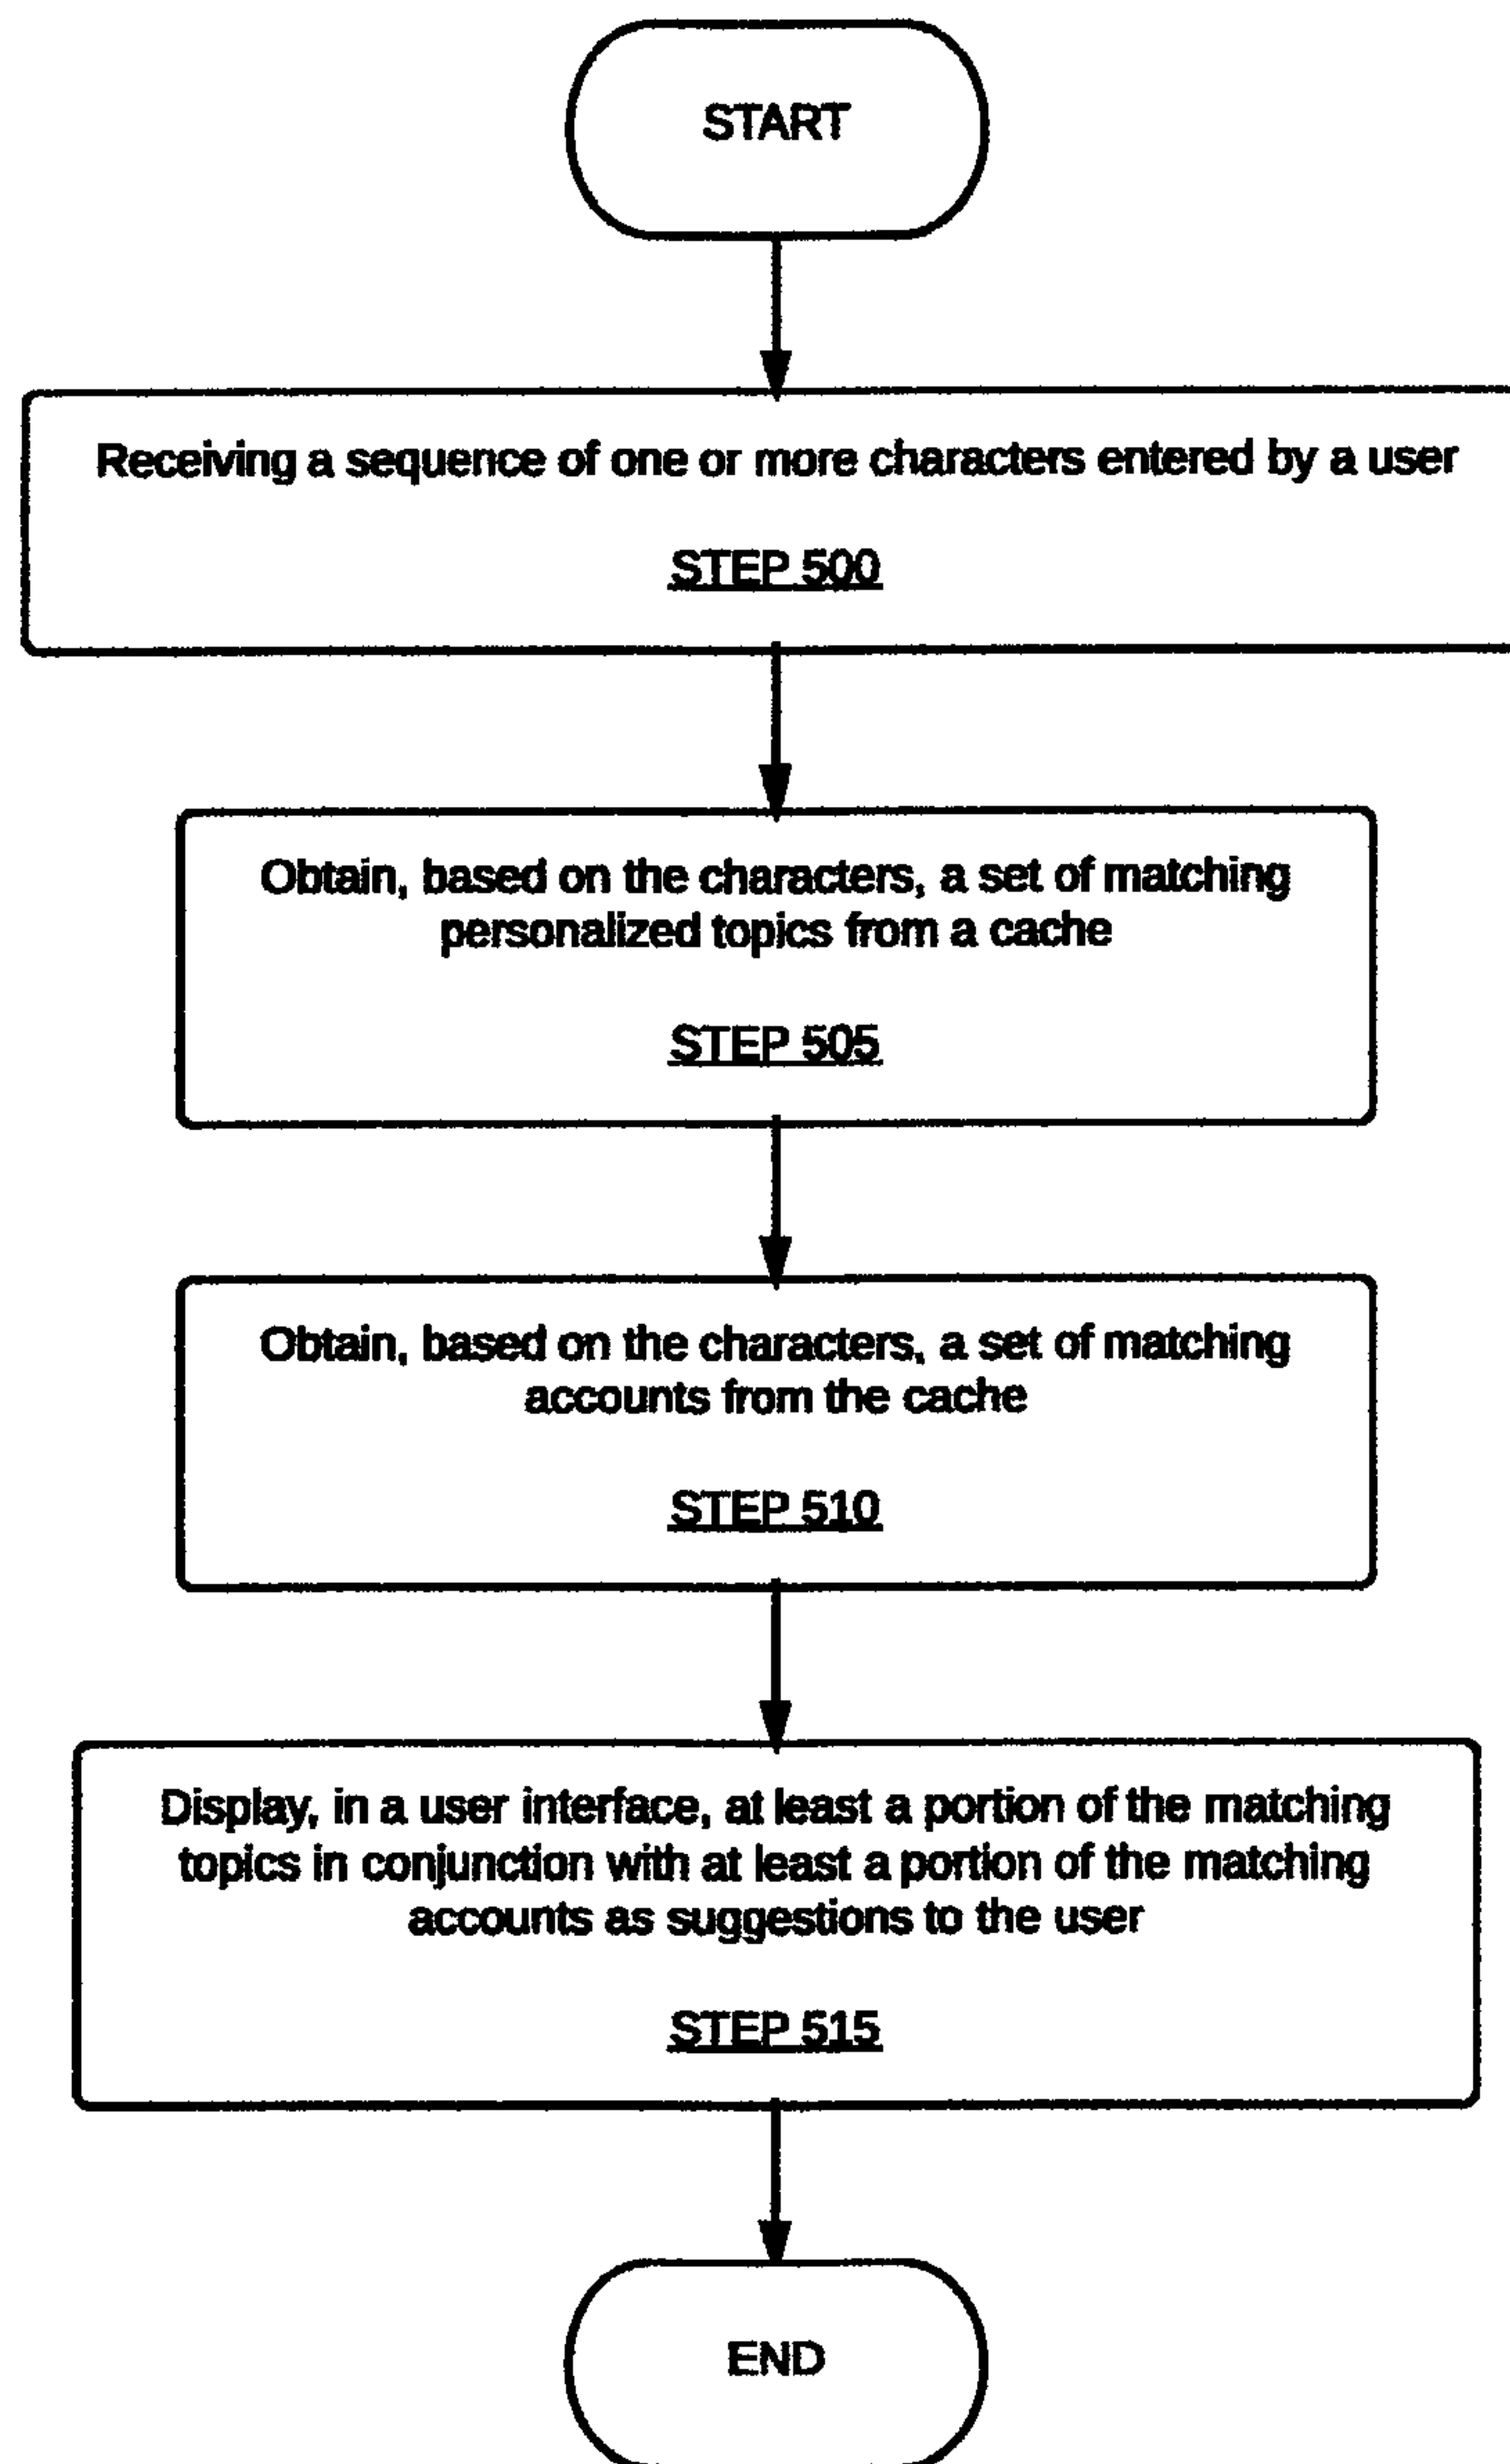 START
Receiving a sequence of one or more characters entered by a user
STEP 500
Obtain, based on the characters, a set of matching
personalized topics from a cache
STEP 505
Obtain, based on the characters, a set of matching
accounts from the cache
STEP 510
Display, in a user interface, at least a portion of the matching
topics in conjunction with at least a portion of the matching
accounts as suggestions to the user
STEP 515
END